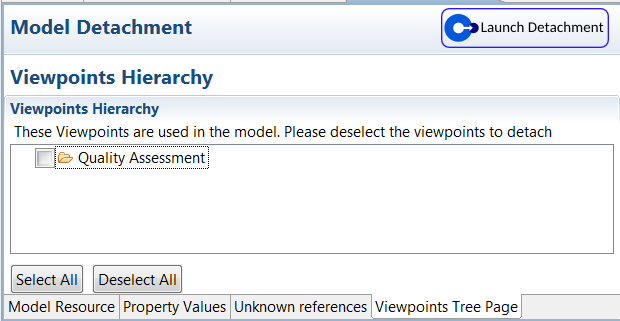 Model Detachment
Launch Detachment
Viewpoints Hierarchy
Viewpoints Hierarchy
These Viewpoints are used in the model. Please deselect the viewpoints to detach
Quality Assessment
Select All
Deselect All
Model Resource
Property Values
Unknown references
Viewpoints Tree Page